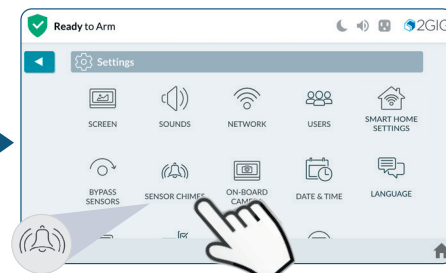 Ready to Arm
2GIG
Settings
SCREEN
SOUNDS
NETWORK
USERS
SMART HOME
SETTINGS
BYPASS
SENSORS
SENSOR CHIMES
ON-BOARD
DATE & TIME
LANGUAGE